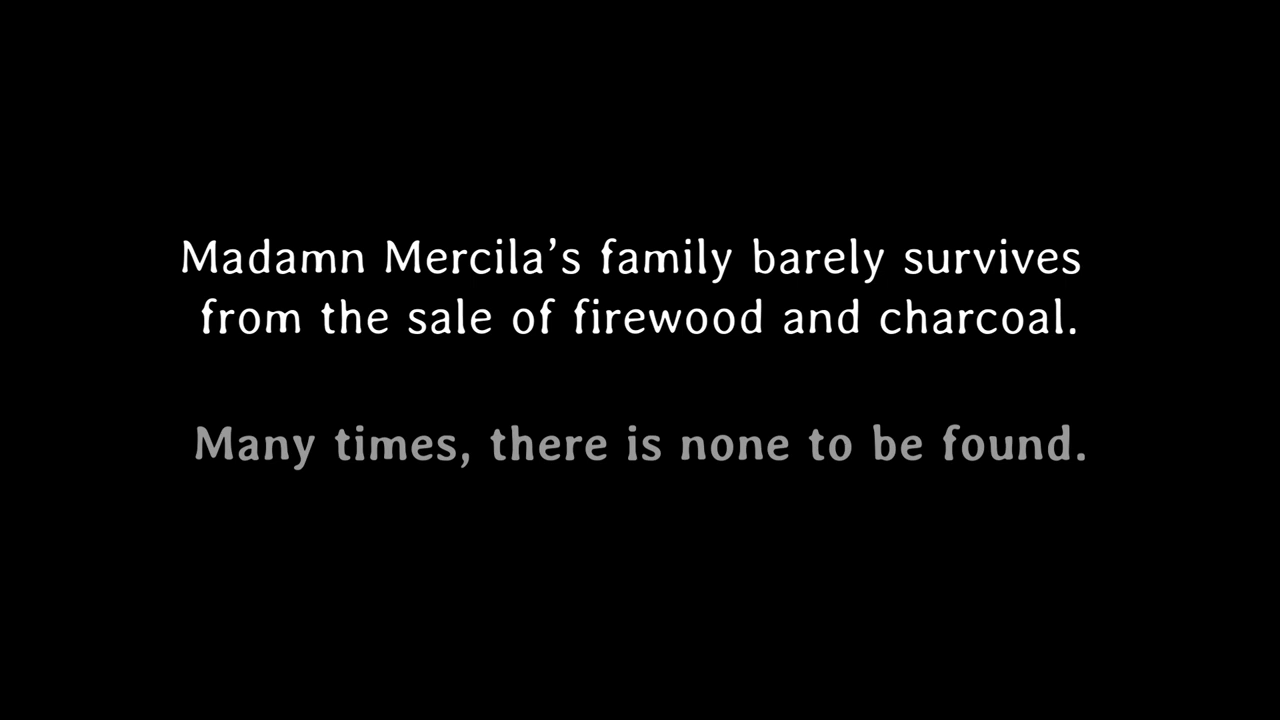 Madamn Mercila’s family barely survives
from the sale of firewood and charcoal.
Many times, there is none to be found.